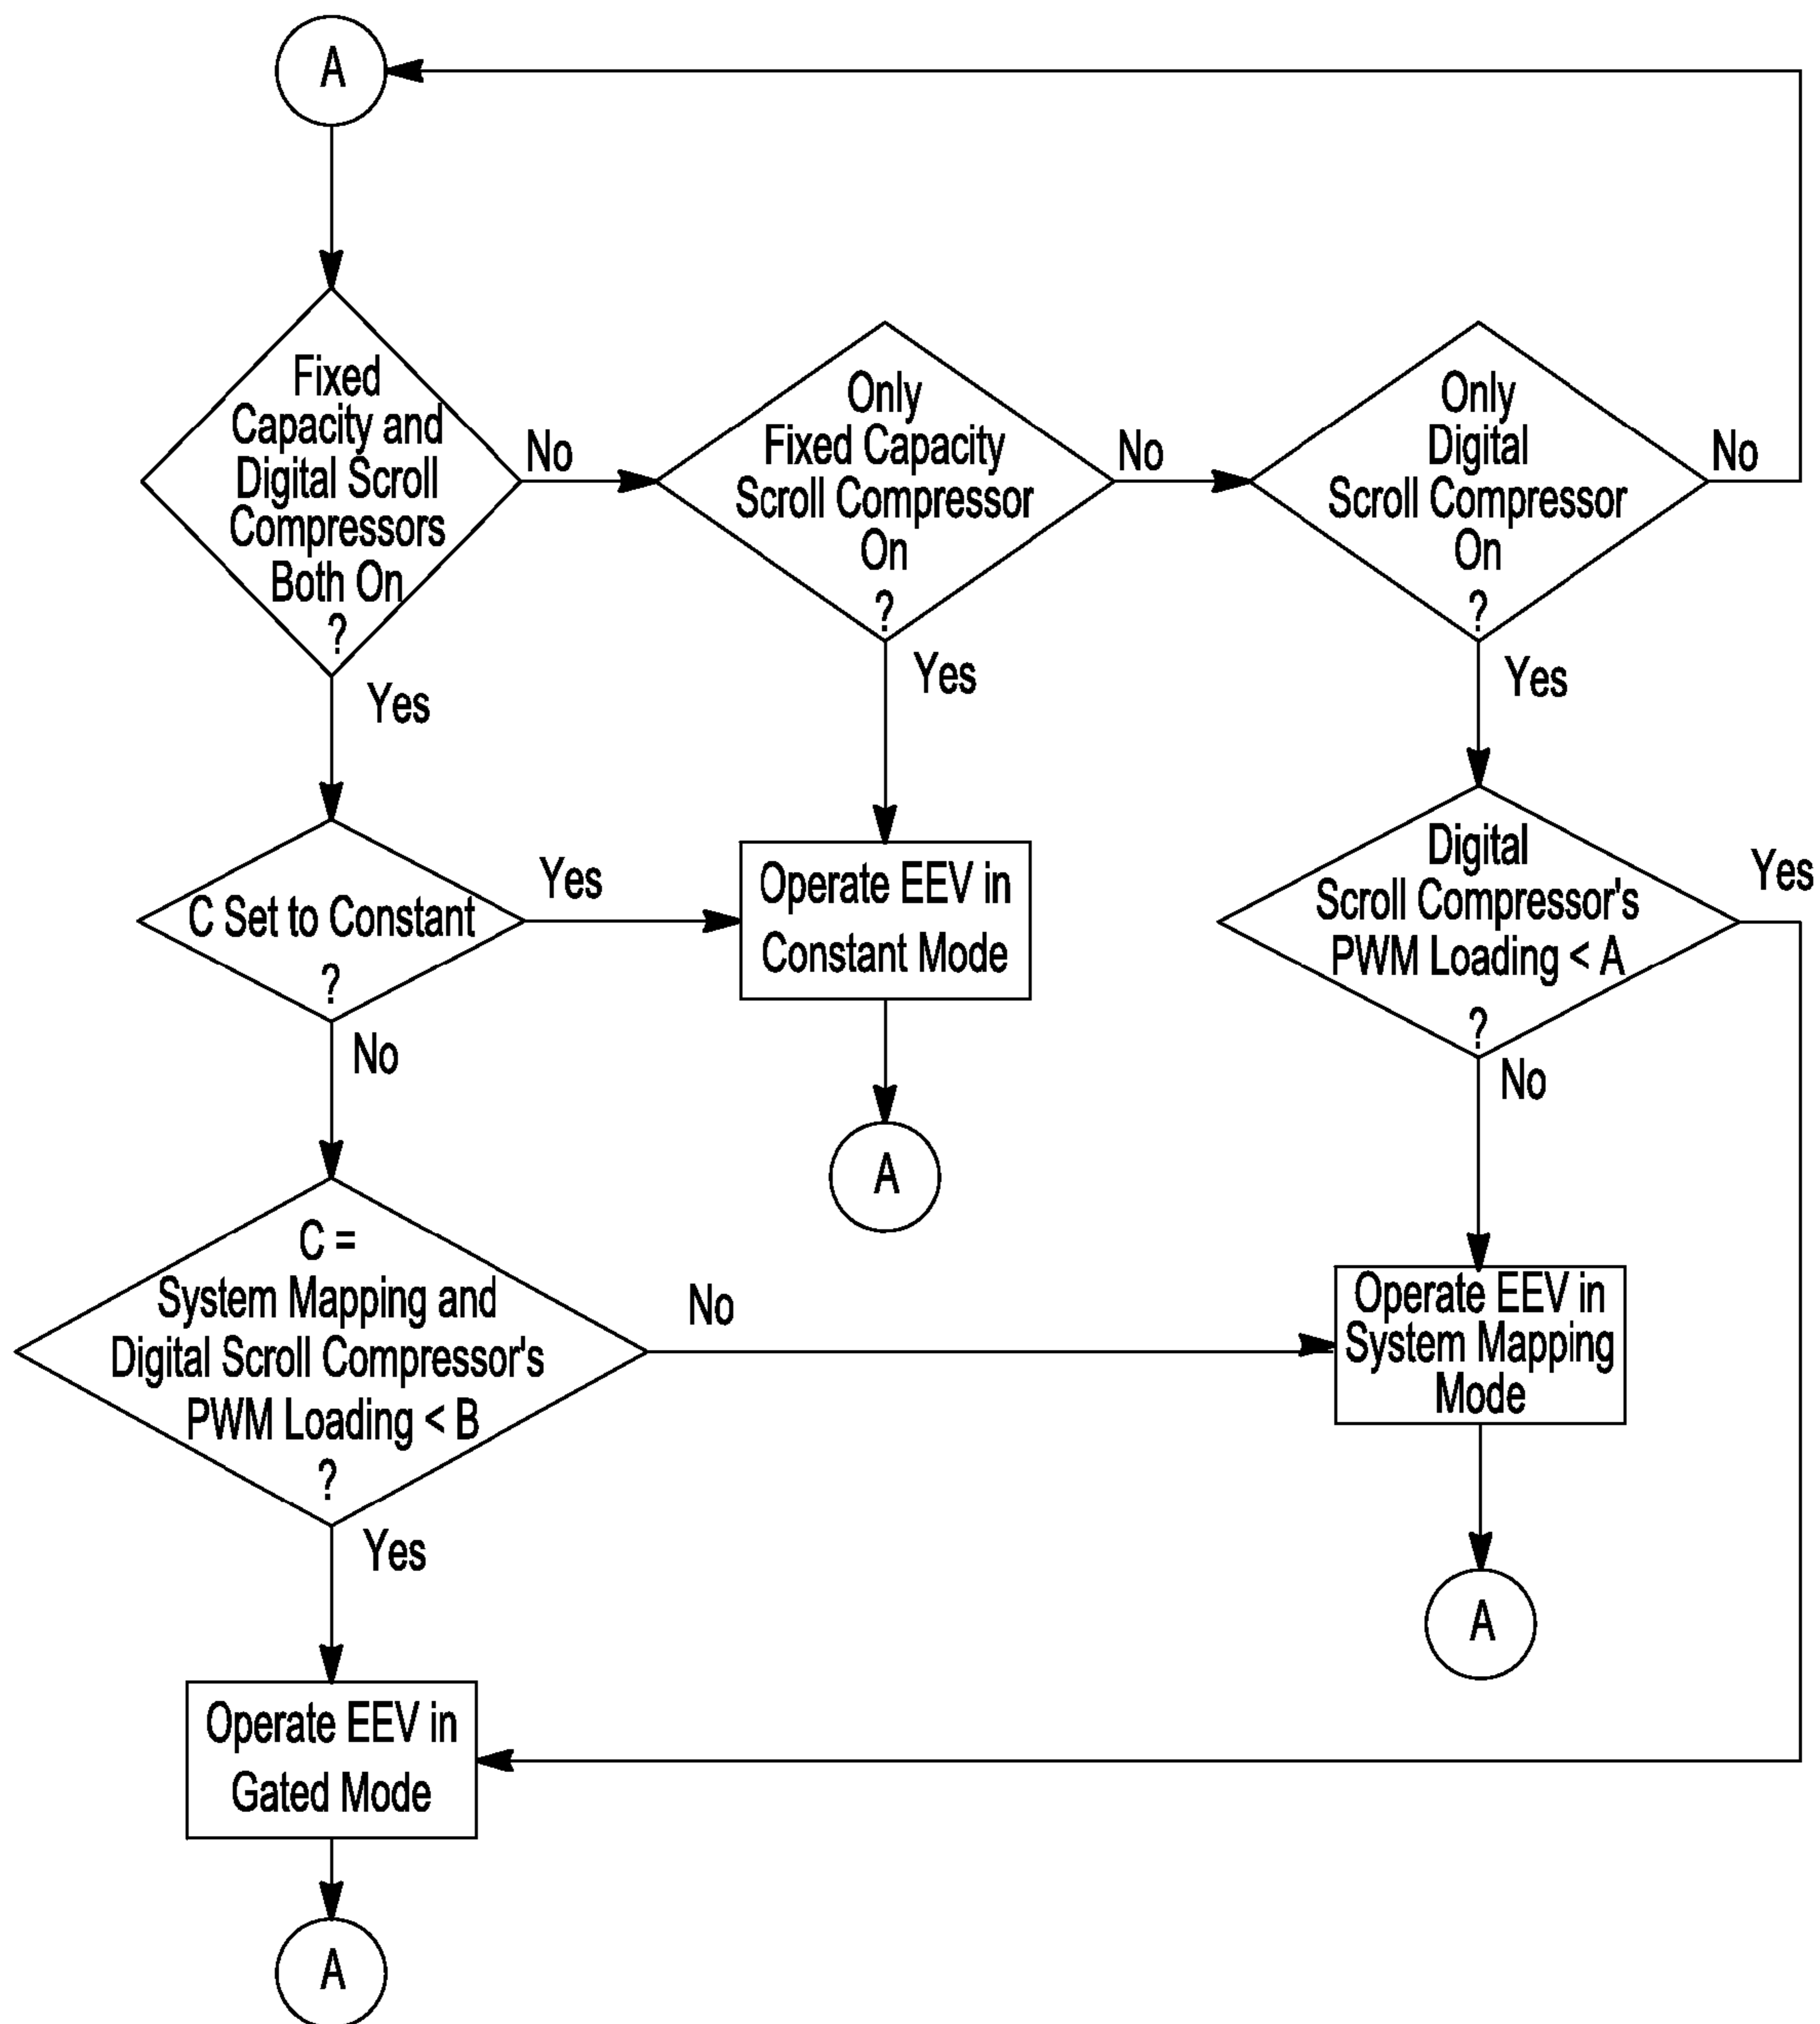 A
Fixed
Capacity and
Digital Scroll
Compressors
Both On
?
No
Only
Fixed Capacity
Scroll Compressor
On
?
No
Only
Digital
Scroll Compressor
On
?
No
Yes
Yes
Yes
C Set to Constant
?
Yes
Operate EEV in
Constant Mode
Digital
Scroll Compressor's
PWM Loading < A
?
Yes
No
No
A
C =
System Mapping and
Digital Scroll Compressor's
PWM Loading < B
?
No
Operate EEV in
System Mapping
Mode
Yes
A
Operate EEV in
Gated Mode
A